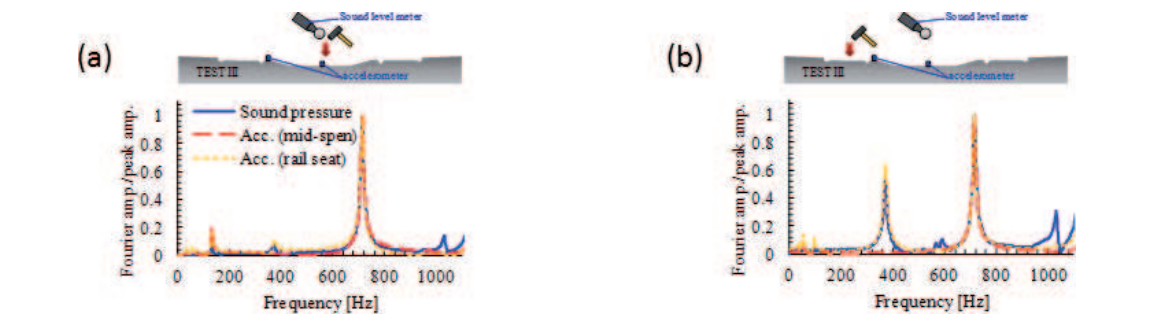 (a)
Sound level meter
TEST III
accelerometer
Fourier amp./peak amp.
1
0.8
0.6
0.4
0.2
0
Sound pressure
Acc. (mid-spen)
Acc. (rail seat)
0 200 400 600 800 1000
Frequency [Hz]
(b)
Sound level meter
TEST III
accelerometer
Fourier amp./peak amp.
1
0.8
0.6
0.4
0.2
0
0 200 400 600 800 1000
Frequency [Hz]